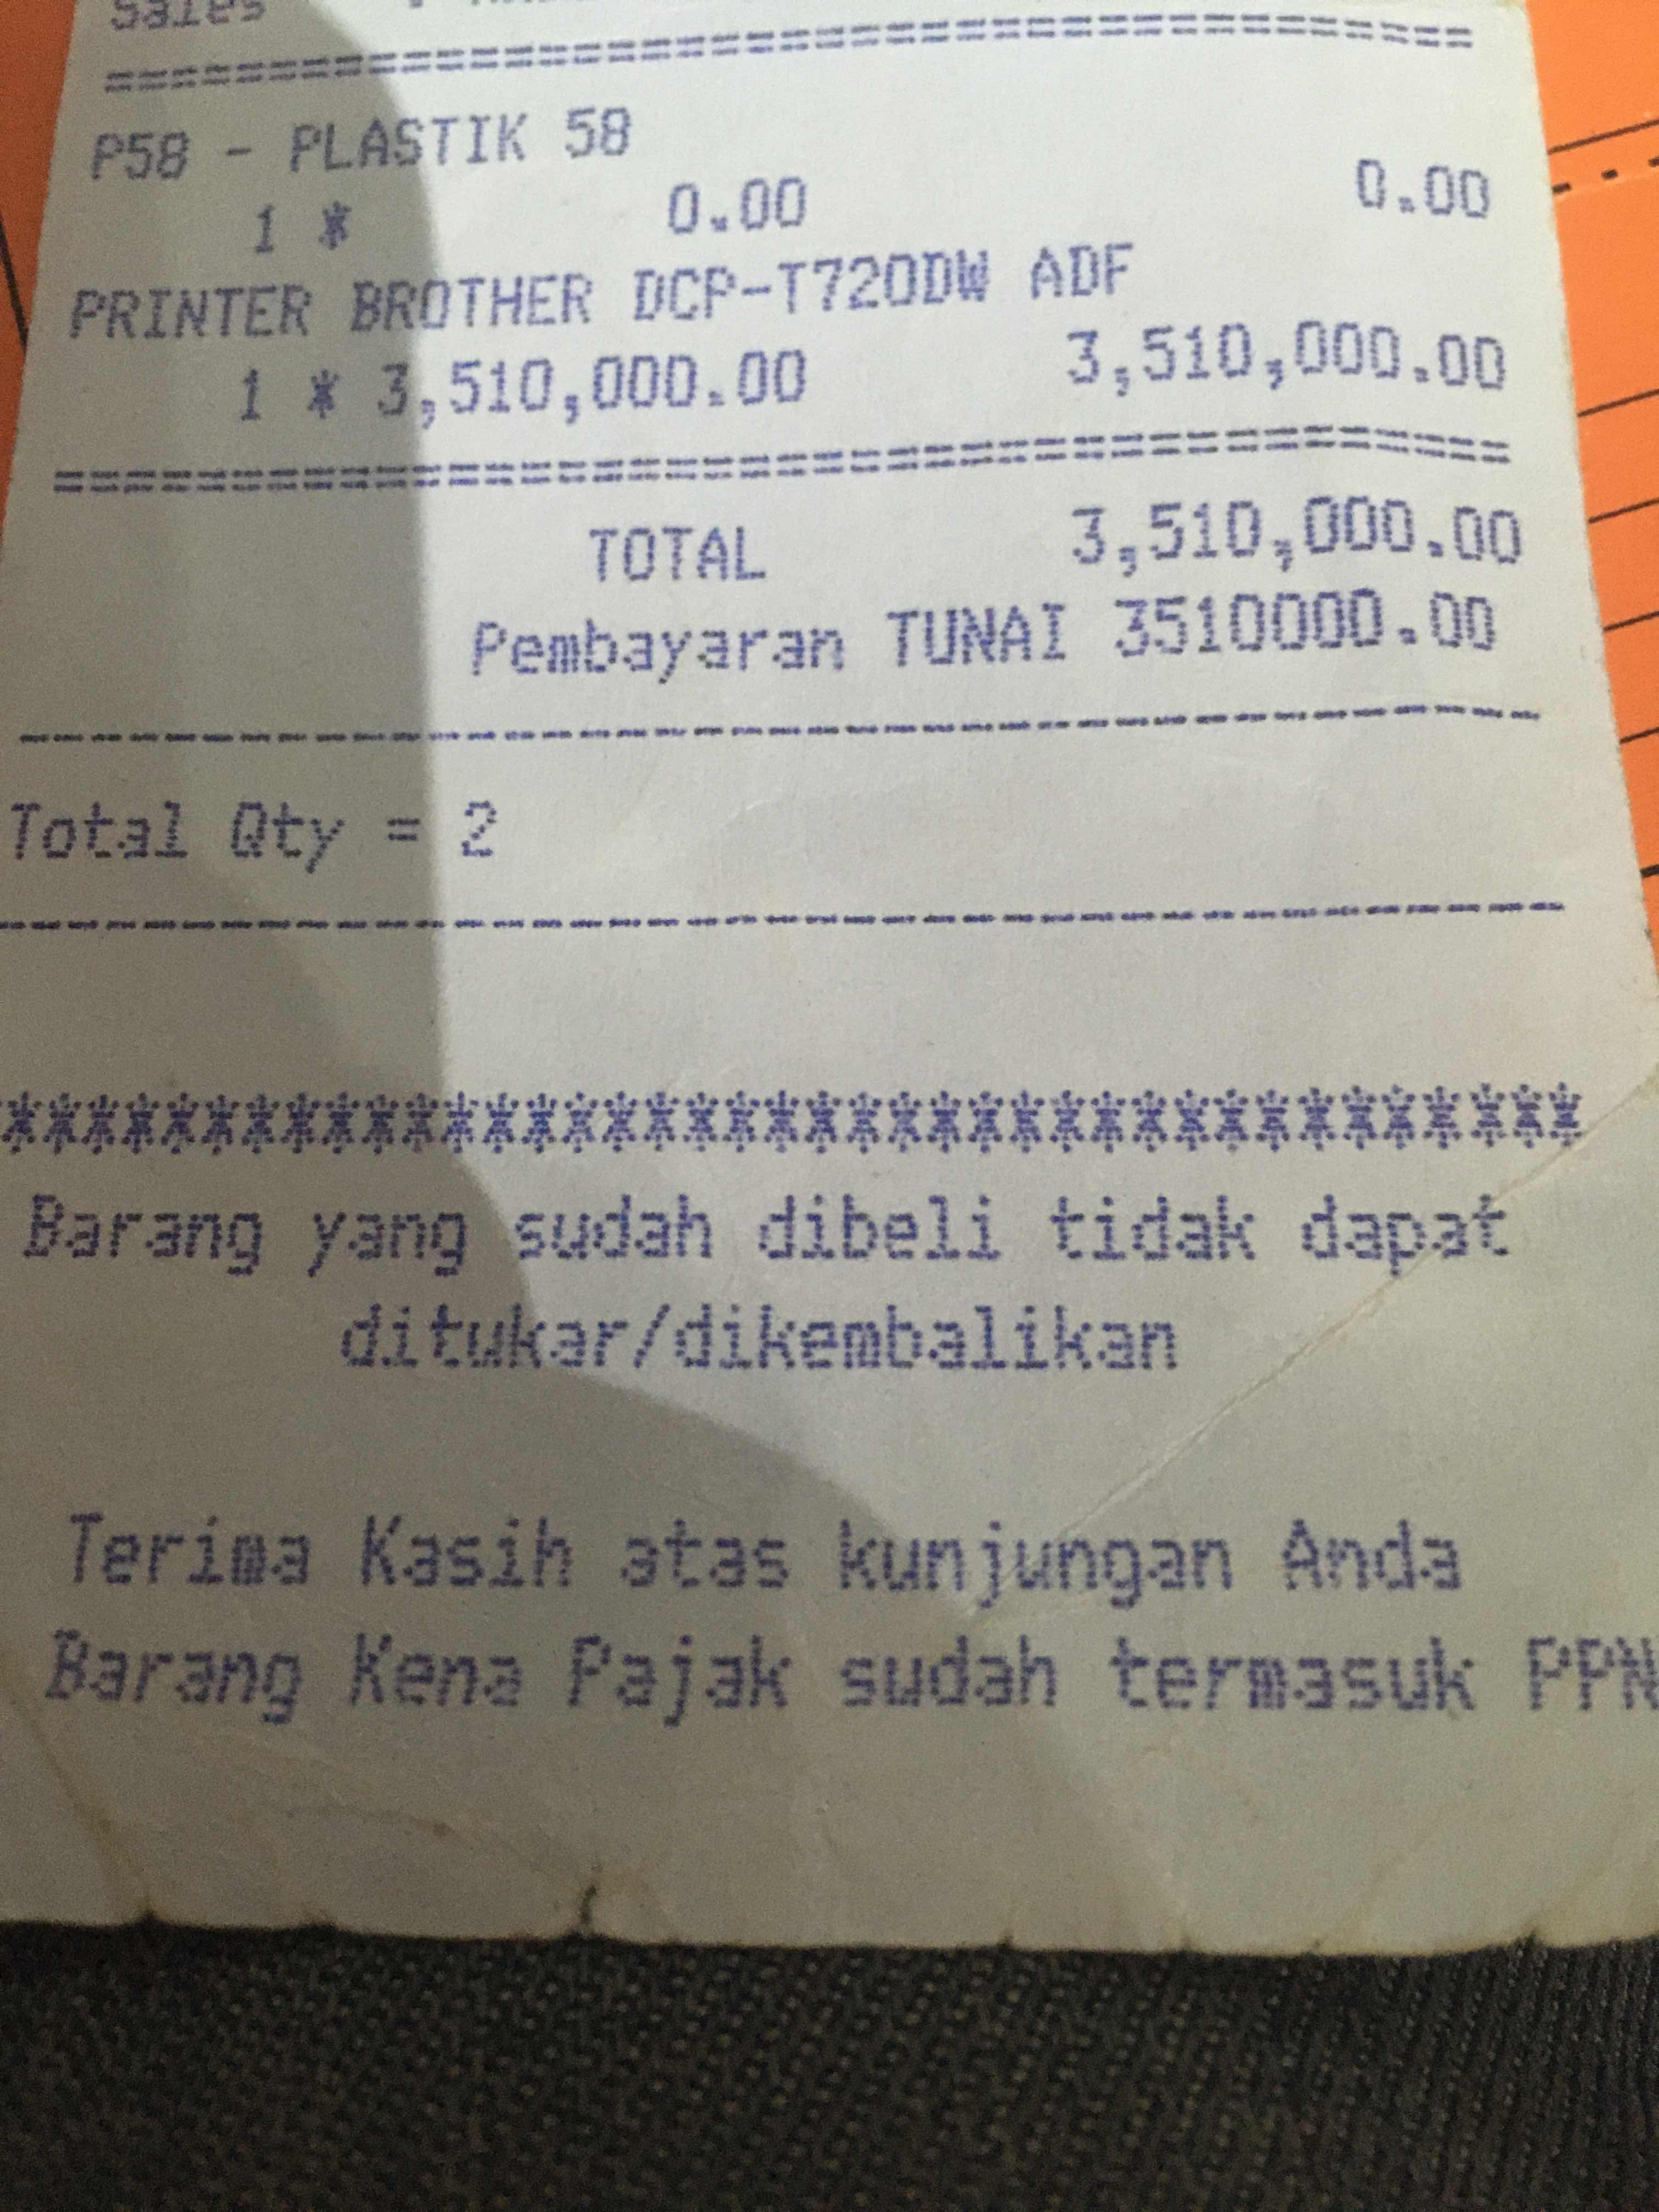 Sales :
P58 - PLASTIK 58
1 * 0.00 0.00
PRINTER BROTHER DCP-T720DW ADF
1 * 3,510,000.00 3,510,000.00
TOTAL 3,510,000.00
Pembayaran TUNAI 3510000.00
Total Qty = 2
***************************************
Barang yang sudah dibeli tidak dapat
ditukar/dikembalikan
Terima Kasih atas kunjungan Anda
Barang Kena Pajak sudah termasuk PPN